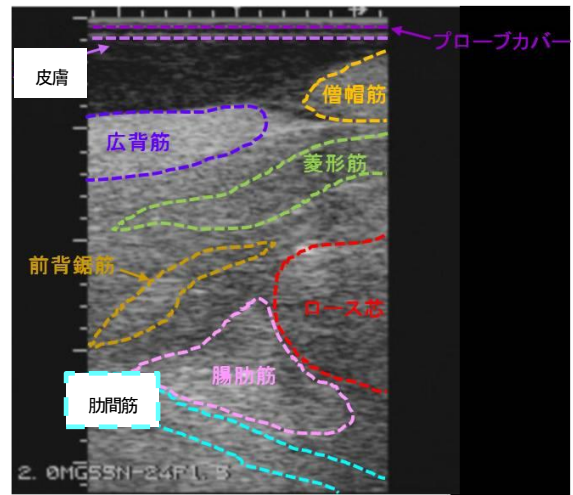 プローブカバー
皮膚
僧帽筋
広背筋
菱形筋
前背鋸筋
ロース芯
腸肋筋
肋間筋
2. 0MG55N-24F1.5